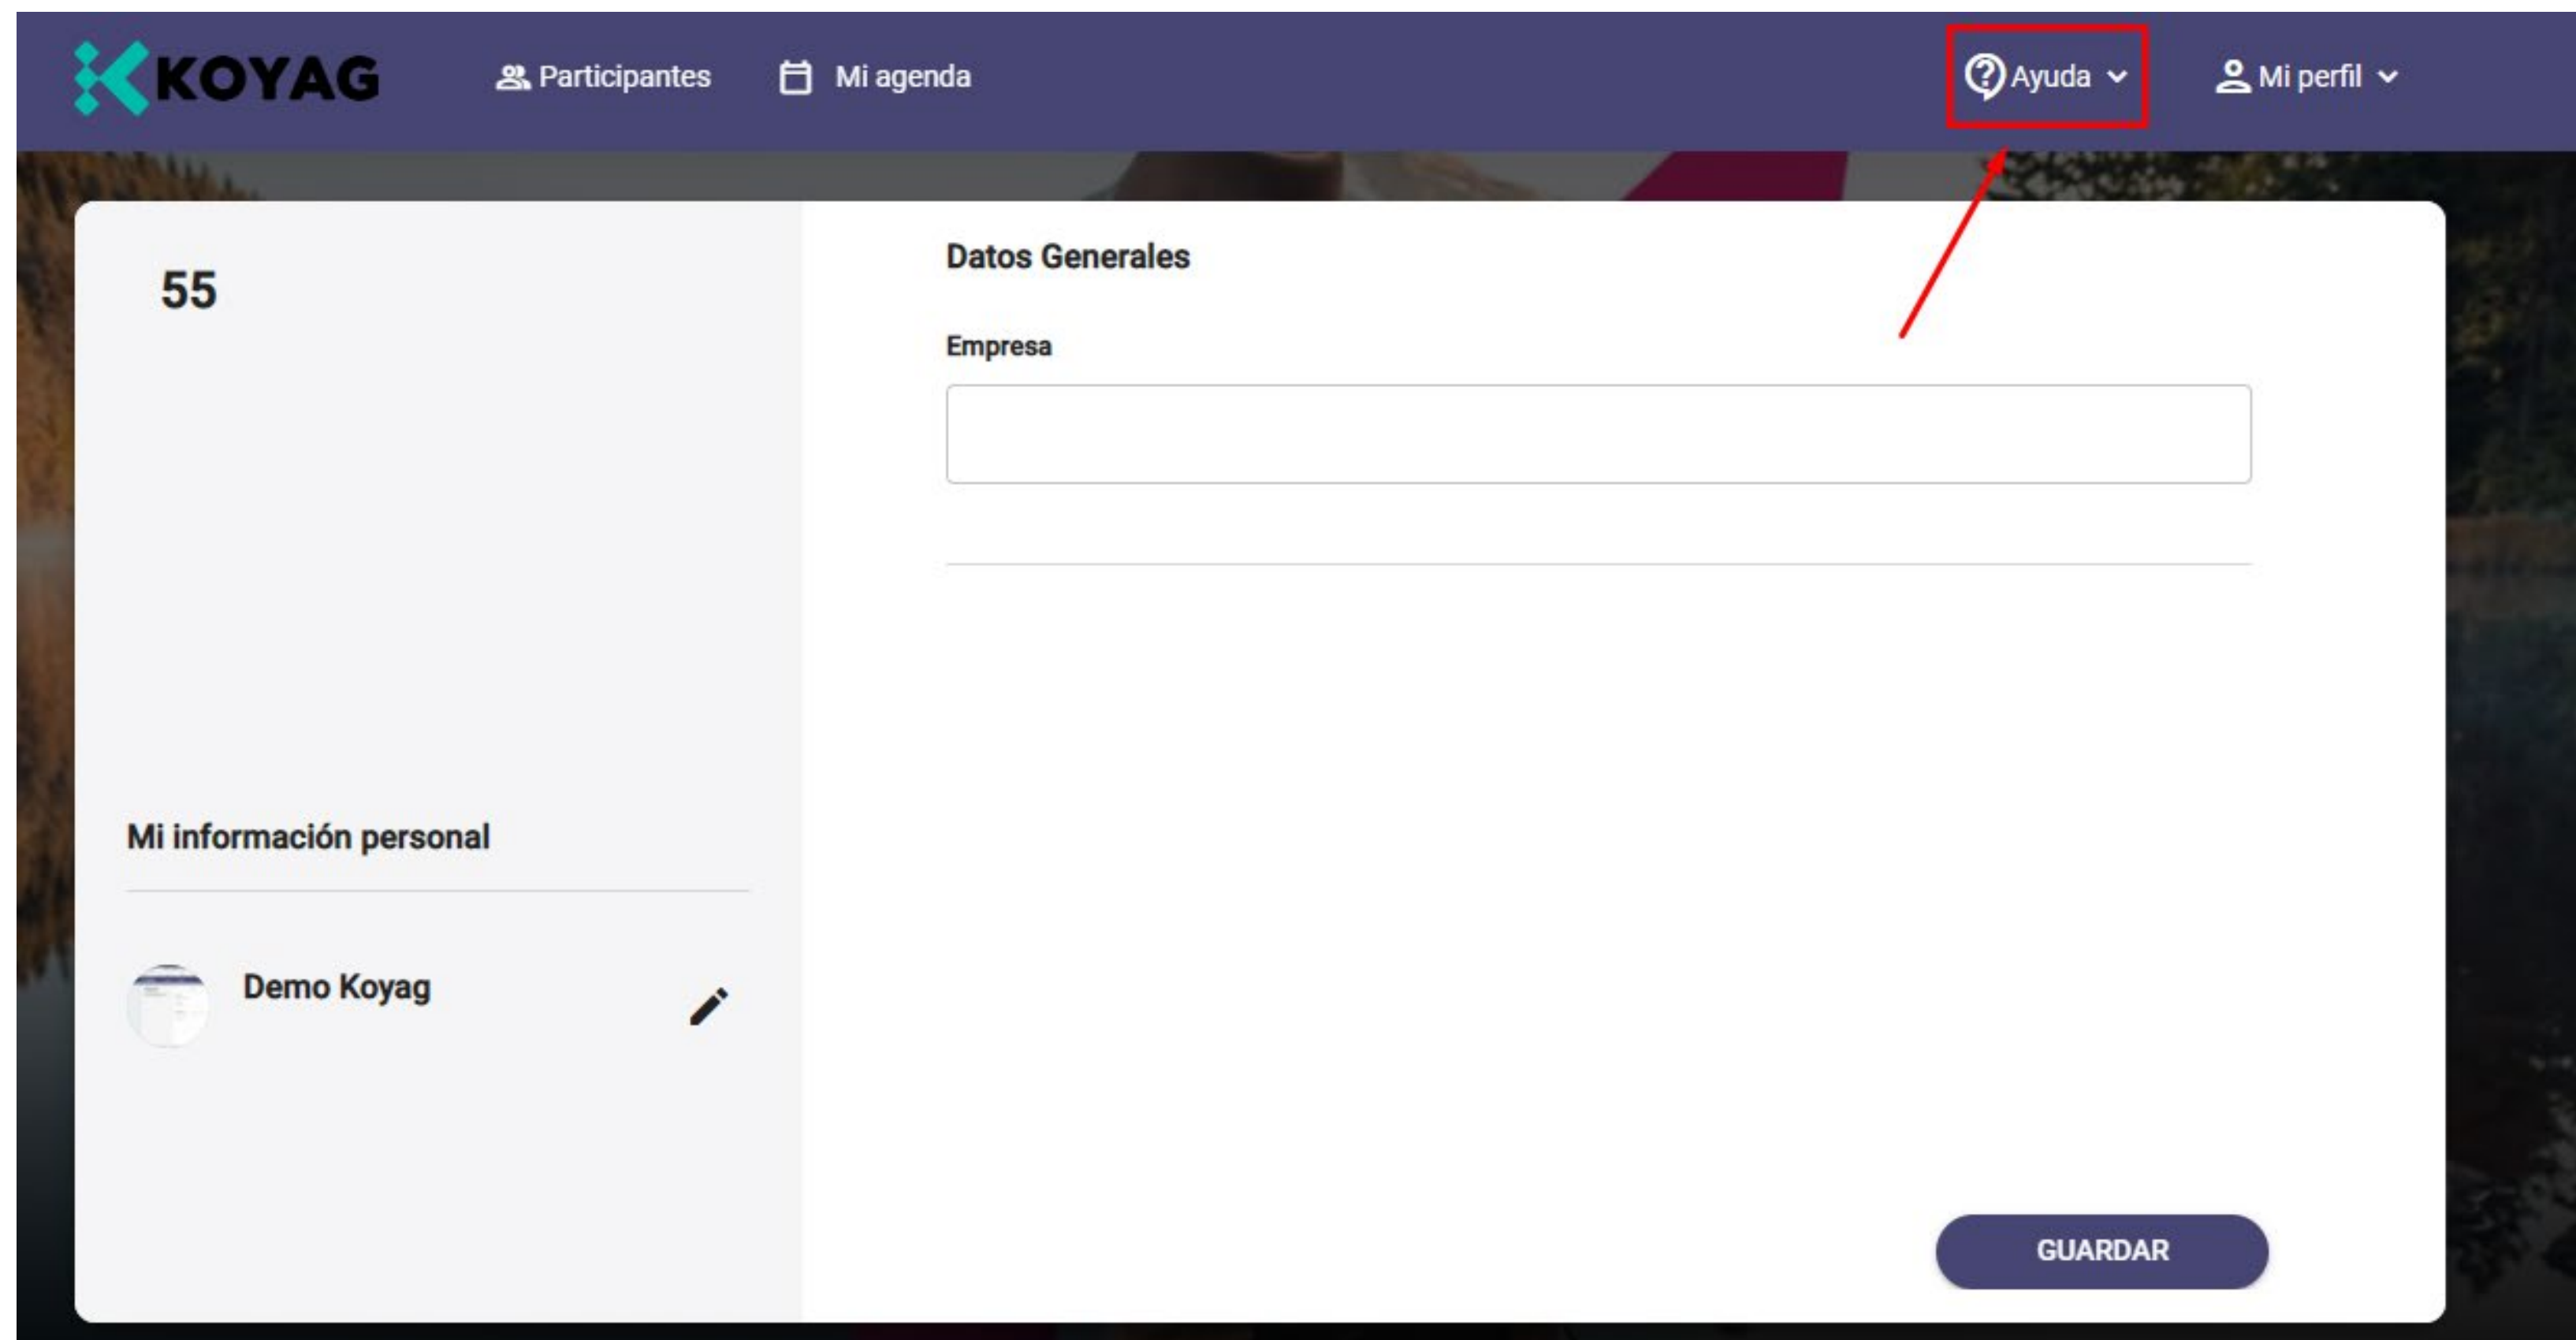 KOYAG
Participantes
Mi agenda
Ayuda
Mi perfil
55
Datos Generales
Empresa
Mi información personal
Demo Koyag
GUARDAR